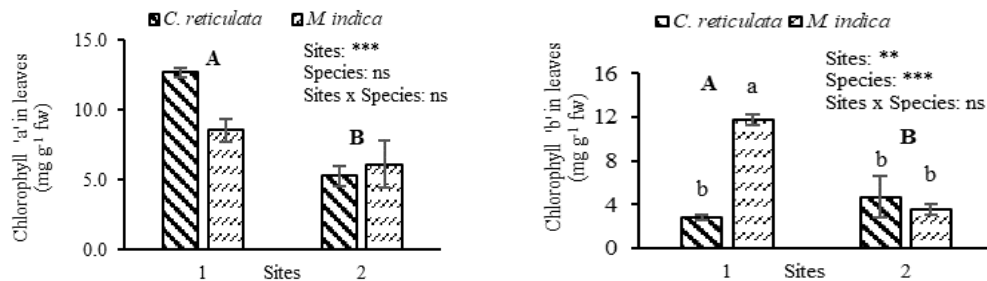 C. reticulata M indica
Chlorophyll 'a' in leaves
(mg g-1 fw)
15.0
10.0
5.0
0.0
A
B
Sites: ***
Species: ns
Sites x Species: ns
1 Sites 2
C. reticulata M indica
Chlorophyll 'b' in leaves
(mg g-1 fw)
16
12
8
4
0
A
a
b
B
b
b
Sites: **
Species: ***
Sites x Species: ns
1 Sites 2